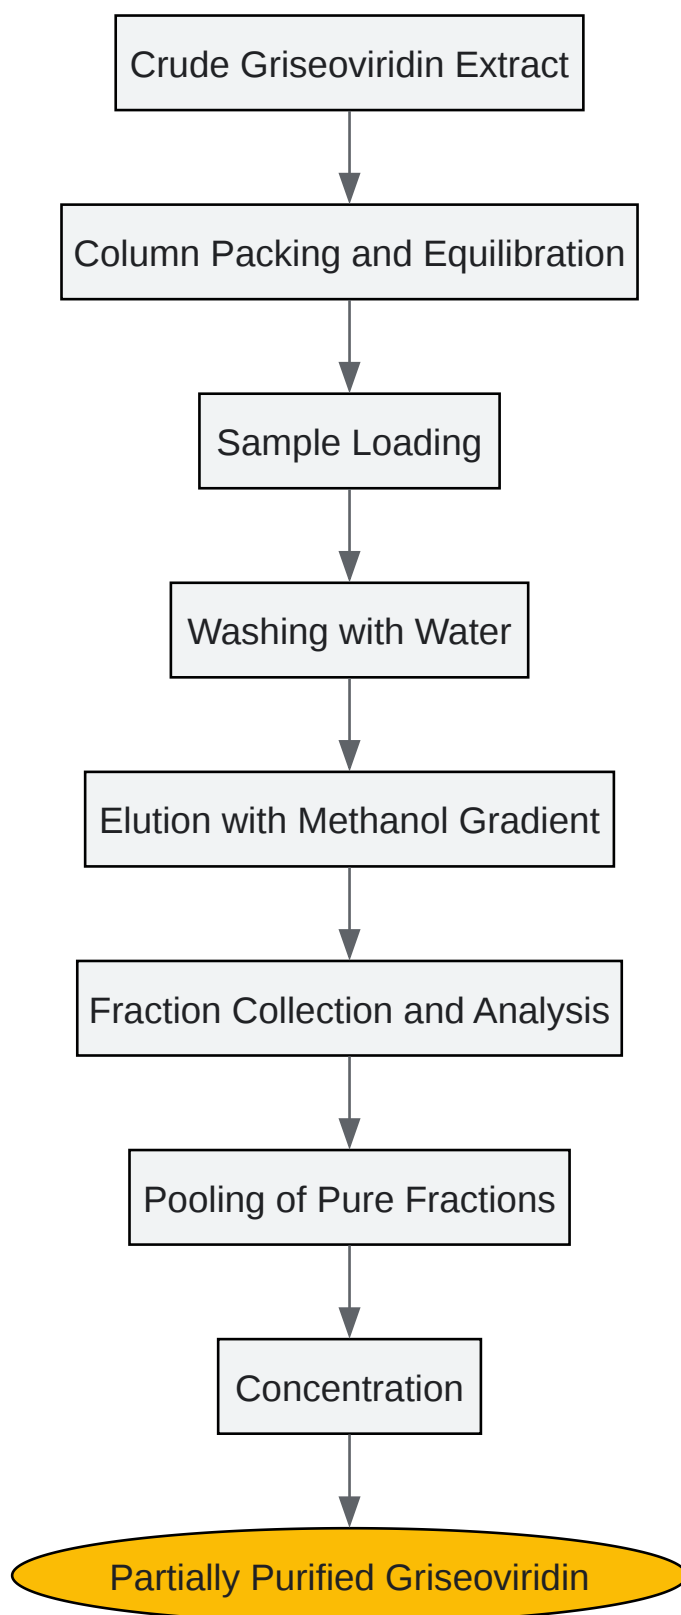 Crude Griseoviridin Extract
Column Packing and Equilibration
Sample Loading
Washing with Water
Elution with Methanol Gradient
Fraction Collection and Analysis
Pooling of Pure Fractions
Concentration
Partially Purified Griseoviridin